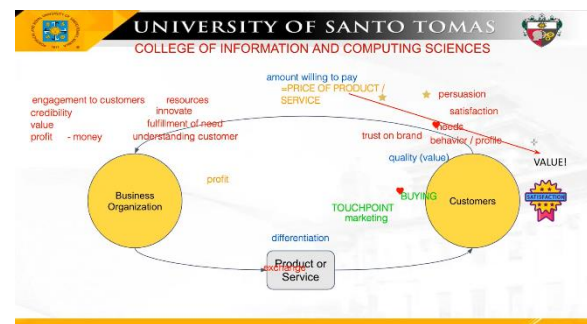 UNIVERSITY OF SANTO TOMAS
COLLEGE OF INFORMATION AND COMPUTING SCIENCES
amount willing to pay
=PRICE OF PRODUCT /
SERVICE
persuasion
engagement to customers
resources
credibility
innovate
satisfaction
value
fulfillment of need
needs
profit - money
understanding customer
trust on brand
behavior / profile
quality (value)
VALUE!
profit
Business
Organization
BUYING
Customers
SATISFACTION
TOUCHPOINT
marketing
differentiation
Product or
exchange
Service